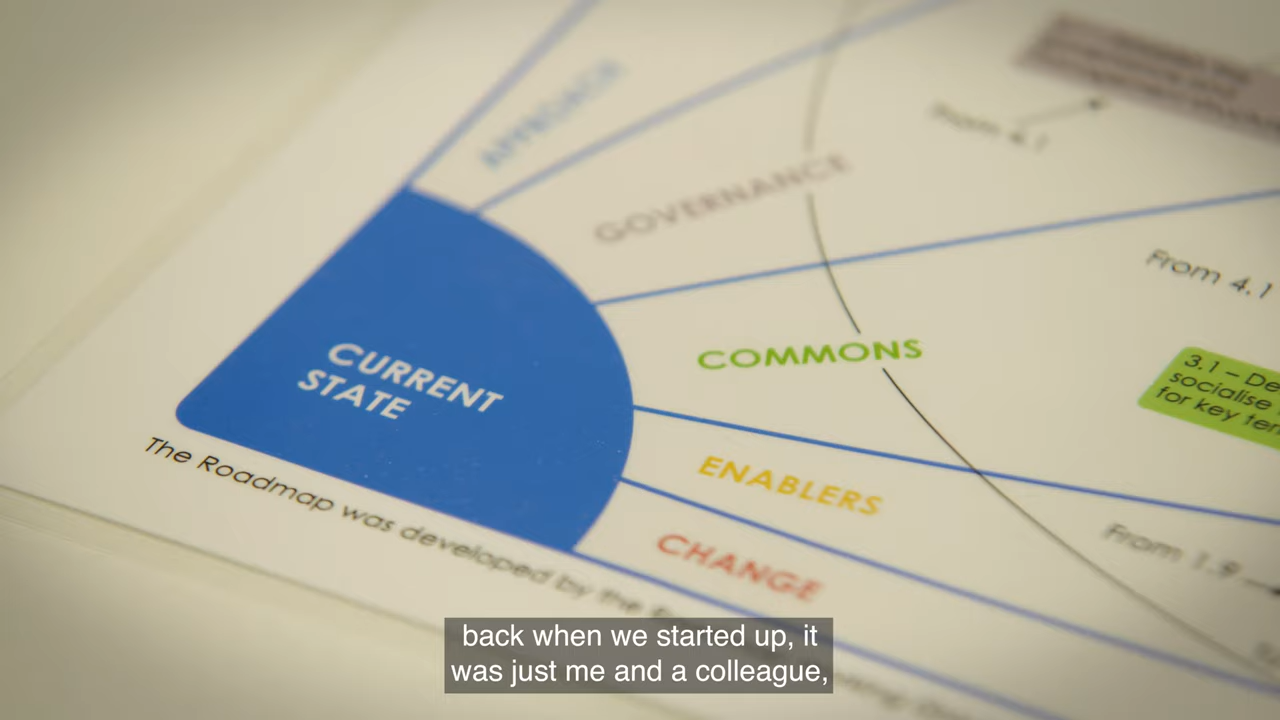 APPROACH
GOVERNANCE
From 4.1
From 4.1
COMMONS
3.1 – De
socialise
for key ter
CURRENT
STATE
ENABLERS
From 1.9
CHANGE
The Roadmap was developed by the
back when we started up, it
was just me and a colleague,